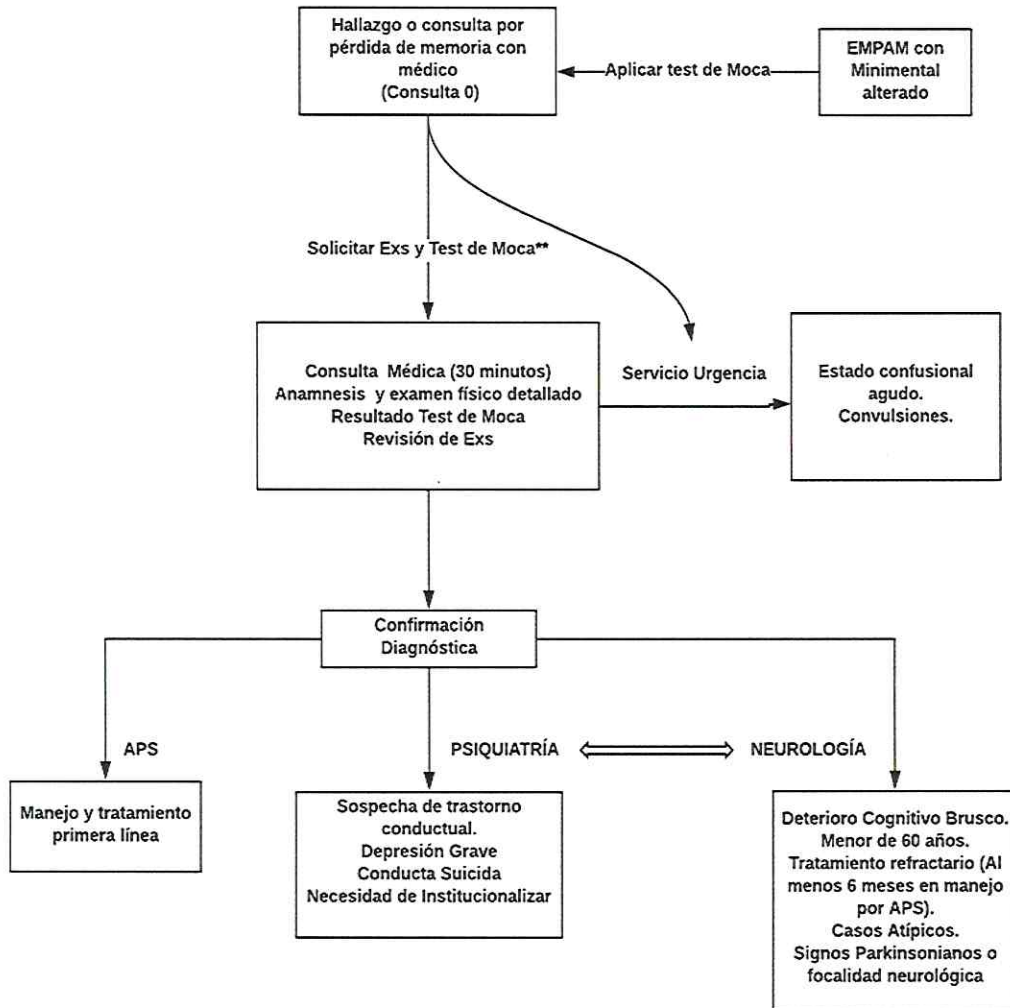 Hallazgo o consulta por
pérdida de memoria con
médico
(Consulta 0)
Aplicar test de Moca
EMPAM con
Minimental
alterado
Solicitar Exs y Test de Moca**
Consulta Médica (30 minutos)
Anamnesis y examen físico detallado
Resultado Test de Moca
Revisión de Exs
Servicio Urgencia
Estado confusional
agudo.
Convulsiones.
Confirmación
Diagnóstica
APS
PSIQUIATRÍA
NEUROLOGÍA
Manejo y tratamiento
primera línea
Sospecha de trastorno
conductual.
Depresión Grave
Conducta Suicida
Necesidad de Institucionalizar
Deterioro Cognitivo Brusco.
Menor de 60 años.
Tratamiento refractario (Al
menos 6 meses en manejo
por APS).
Casos Atípicos.
Signos Parkinsonianos o
focalidad neurológica